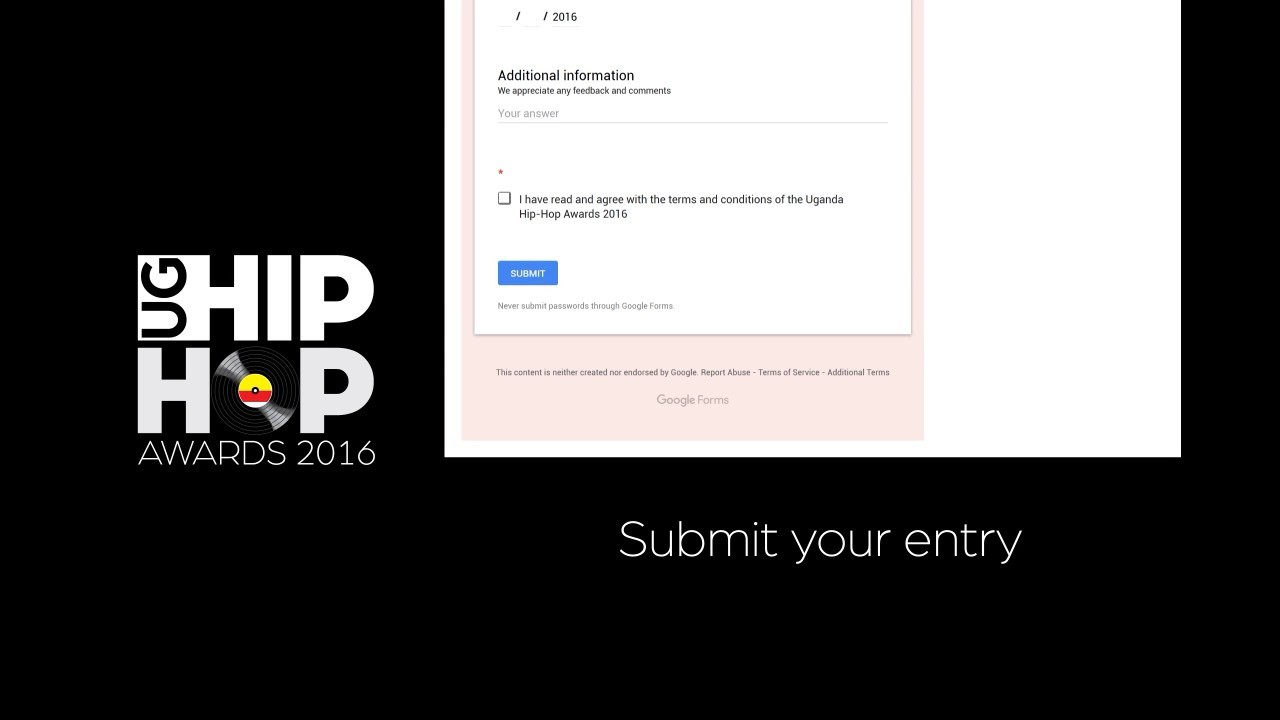 / / 2016
Additional information
We appreciate any feedback and comments
Your answer
*
I have read and agree with the terms and conditions of the Uganda
Hip-Hop Awards 2016
SUBMIT
Never submit passwords through Google Forms.
This content is neither created nor endorsed by Google. Report Abuse - Terms of Service - Additional Terms
Google Forms
UG HIP
HOP
AWARDS 2016
Submit your entry